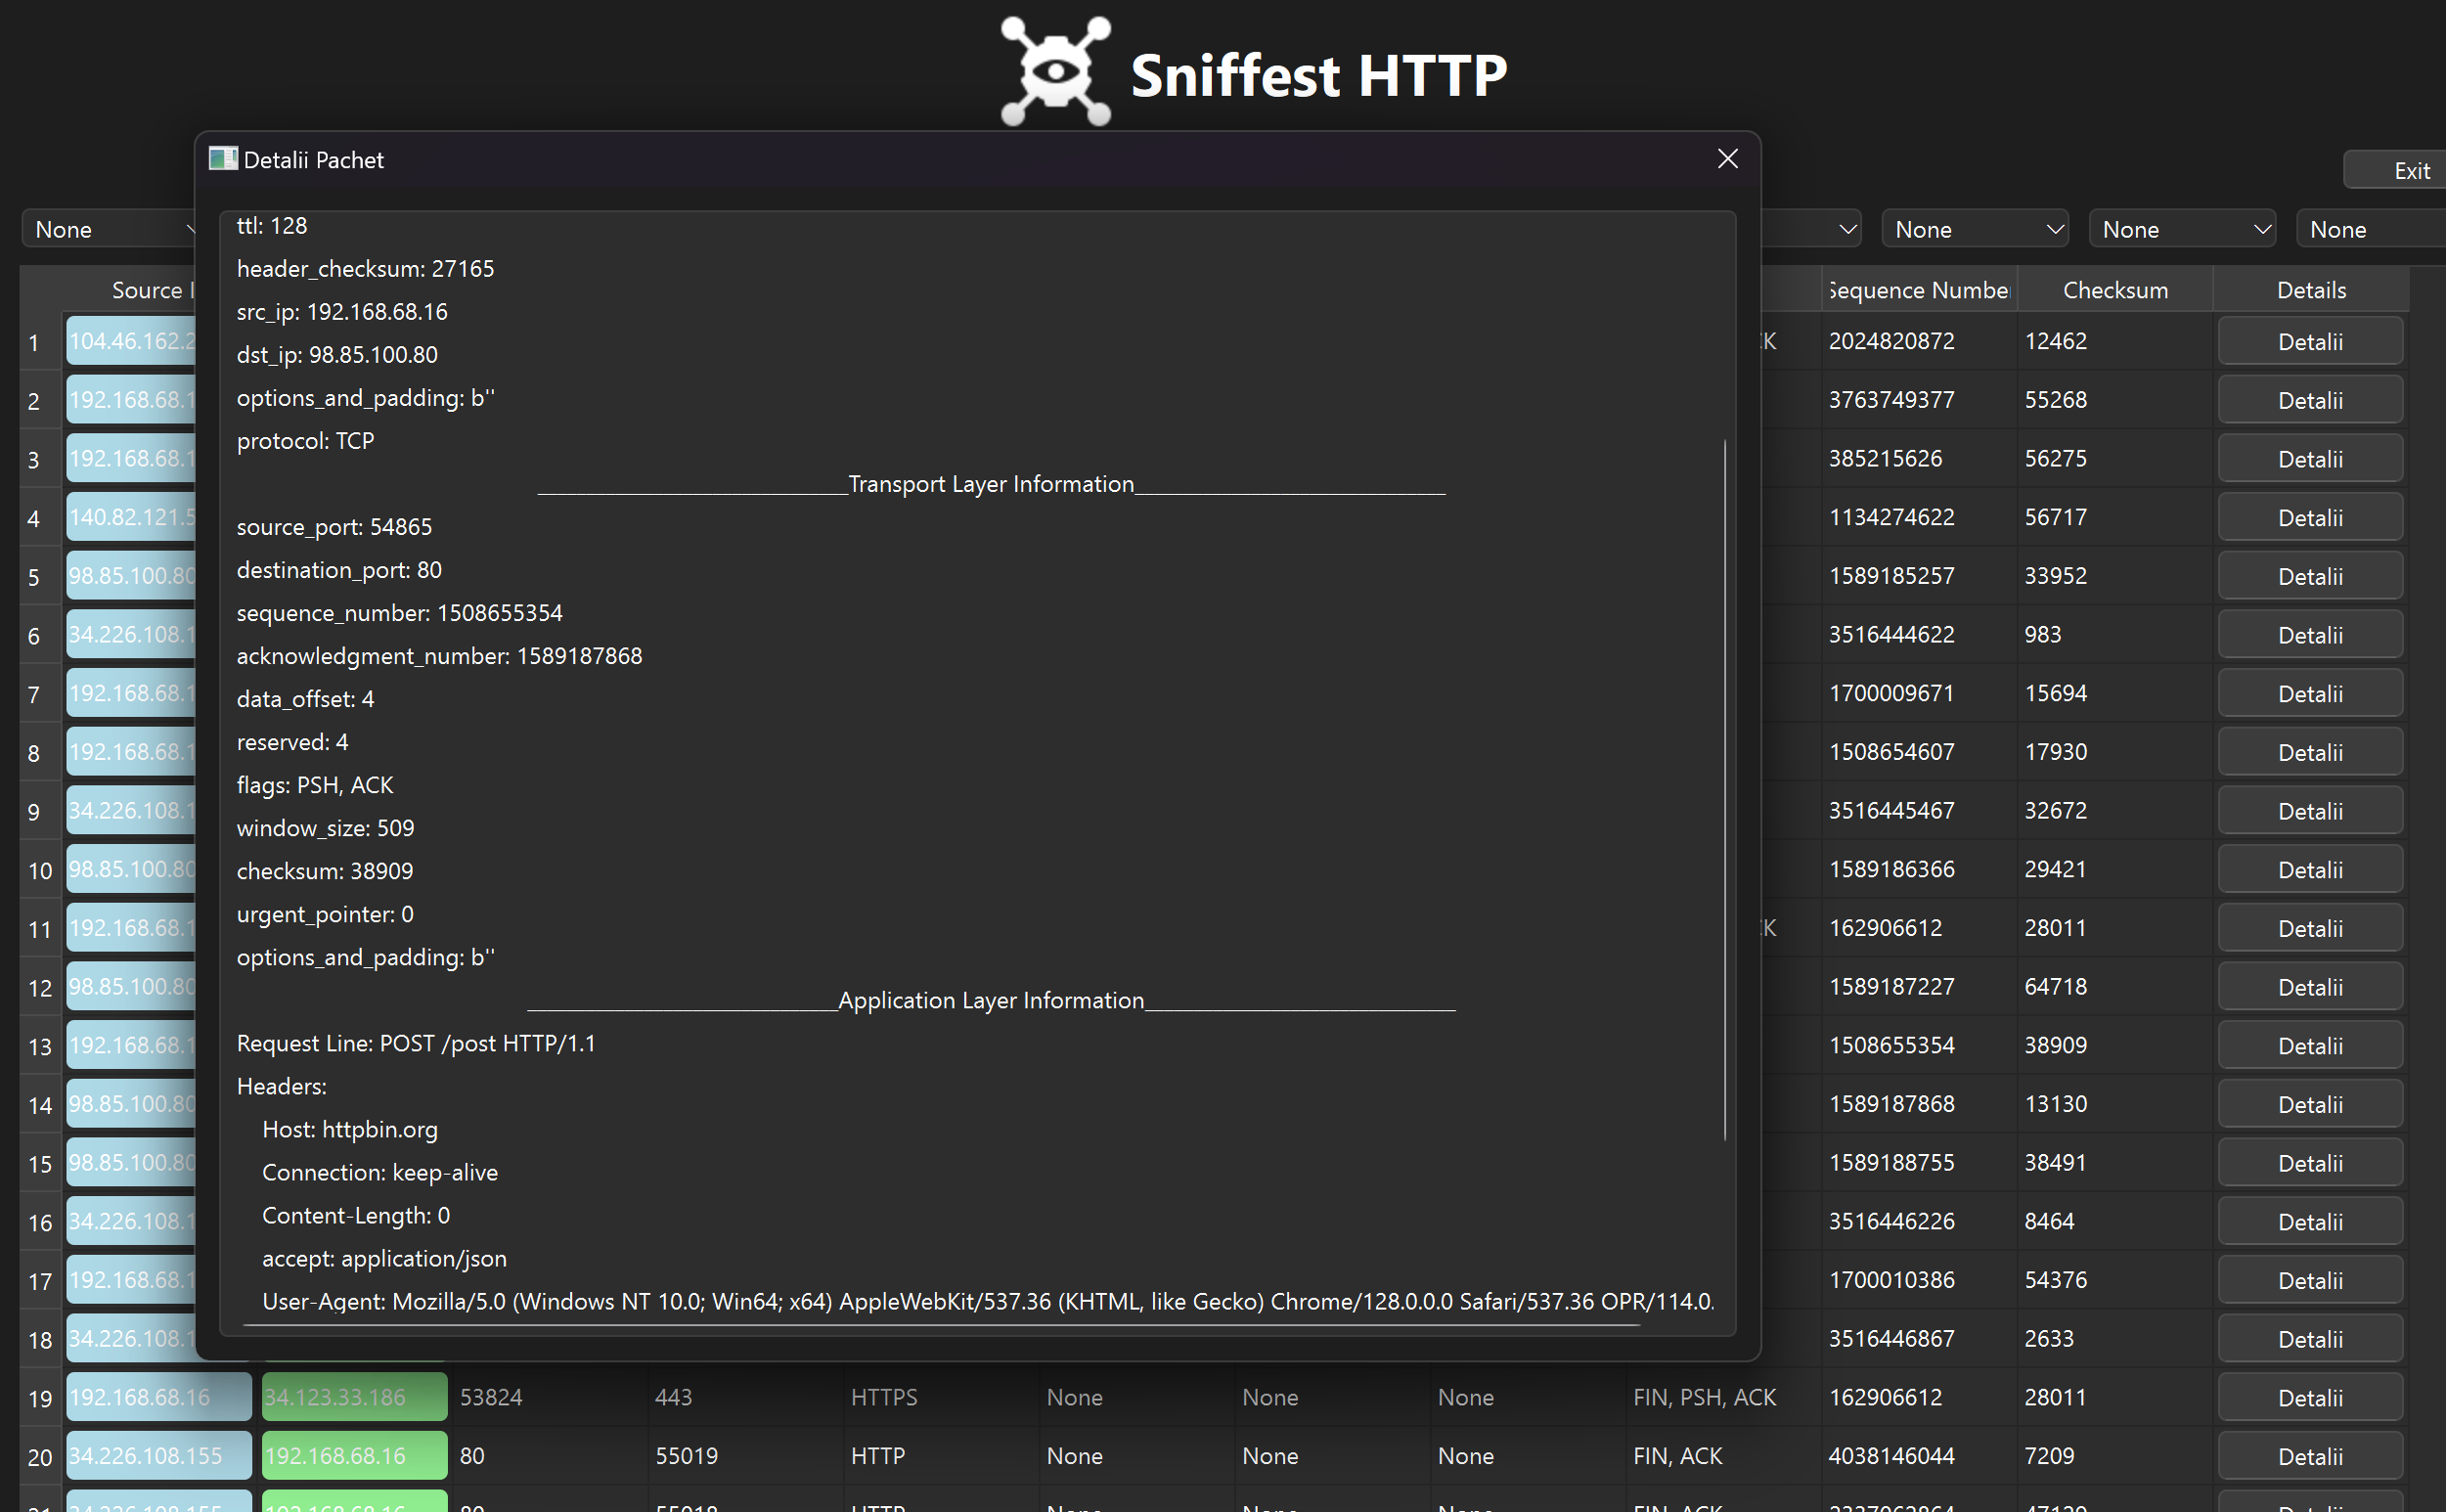 Sniffest HTTP
Detalii Pachet
Exit
None
None
None
None
ttl: 128
header_checksum: 27165
src_ip: 192.168.68.16
dst_ip: 98.85.100.80
options_and_padding: b''
protocol: TCP
Transport Layer Information
source_port: 54865
destination_port: 80
sequence_number: 1508655354
acknowledgment_number: 1589187868
data_offset: 4
reserved: 4
flags: PSH, ACK
window_size: 509
checksum: 38909
urgent_pointer: 0
options_and_padding: b''
Application Layer Information
Request Line: POST /post HTTP/1.1
Headers:
Host: httpbin.org
Connection: keep-alive
Content-Length: 0
accept: application/json
User-Agent: Mozilla/5.0 (Windows NT 10.0; Win64; x64) AppleWebKit/537.36 (KHTML, like Gecko) Chrome/128.0.0.0 Safari/537.36 OPR/114.0.
Source Sequence Checksum Details
1 104.46.162.2 2024820872 12462 Detalii
2 192.168.68.1 3763749377 55268 Detalii
3 192.168.68.1 385215626 56275 Detalii
4 140.82.121.5 1134274622 56717 Detalii
5 98.85.100.80 1589185257 33952 Detalii
6 34.226.108.1 3516444622 983 Detalii
7 192.168.68.1 1700009671 15694 Detalii
8 192.168.68.1 1508654607 17930 Detalii
9 34.226.108.1 3516445467 32672 Detalii
10 98.85.100.80 1589186366 29421 Detalii
11 192.168.68.1 162906612 28011 Detalii
12 98.85.100.80 1589187227 64718 Detalii
13 192.168.68.1 1508655354 38909 Detalii
14 98.85.100.80 1589187868 13130 Detalii
15 98.85.100.80 1589188755 38491 Detalii
16 34.226.108.1 3516446226 8464 Detalii
17 192.168.68.1 1700010386 54376 Detalii
18 34.226.108.1 3516446867 2633 Detalii
19 192.168.68.16 34.123.33.186 53824 443 HTTPS None None None FIN, PSH, ACK 162906612 28011 Detalii
20 34.226.108.155 192.168.68.16 80 55019 HTTP None None None FIN, ACK 4038146044 7209 Detalii